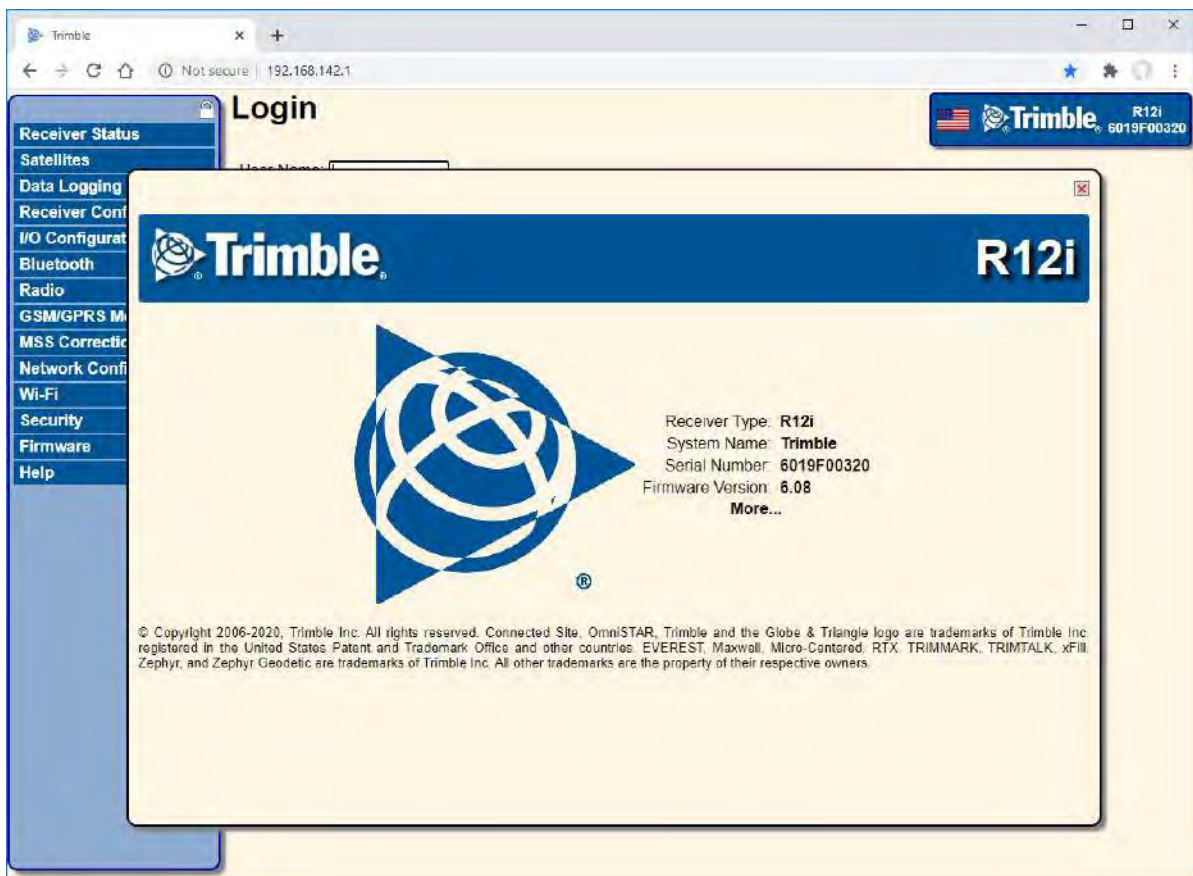 Trimble
Not secure 192.168.142.1
Login
Trimble® R12i
6019F00320
Receiver Status
Satellites
Data Logging
Receiver Conf
I/O Configurat
Bluetooth
Radio
GSM/GPRS M
MSS Correctio
Network Confi
Wi-Fi
Security
Firmware
Help
User Name:
Trimble® R12i
Receiver Type: R12i
System Name: Trimble
Serial Number: 6019F00320
Firmware Version: 6.08
More...
®
© Copyright 2006-2020, Trimble Inc. All rights reserved. Connected Site, OmniSTAR, Trimble and the Globe & Triangle logo are trademarks of Trimble Inc.
registered in the United States Patent and Trademark Office and other countries. EVEREST, Maxwell, Micro-Centered, RTX, TRIMMARK, TRIMTALK, xFill,
Zephyr, and Zephyr Geodetic are trademarks of Trimble Inc. All other trademarks are the property of their respective owners.